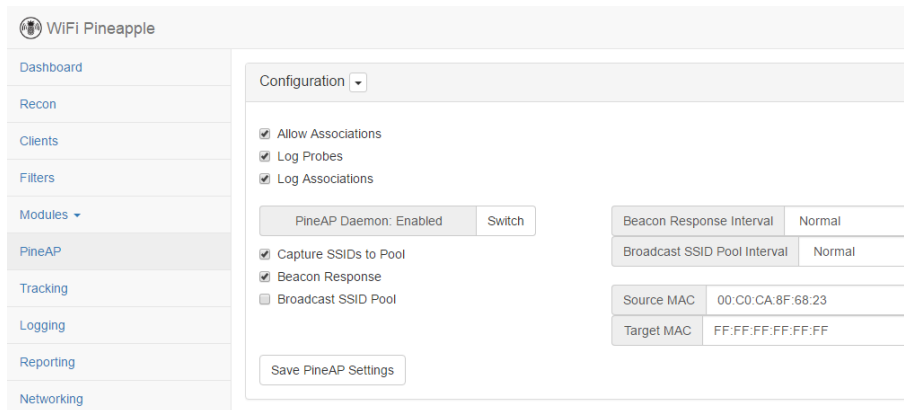 WiFi Pineapple
Dashboard
Recon
Clients
Filters
Modules
PineAP
Tracking
Logging
Reporting
Networking
Configuration
Allow Associations
Log Probes
Log Associations
PineAP Daemon: Enabled Switch
Capture SSIDs to Pool
Beacon Response
Broadcast SSID Pool
Beacon Response Interval Normal
Broadcast SSID Pool Interval Normal
Source MAC 00:C0:CA:8F:68:23
Target MAC FF:FF:FF:FF:FF:FF
Save PineAP Settings